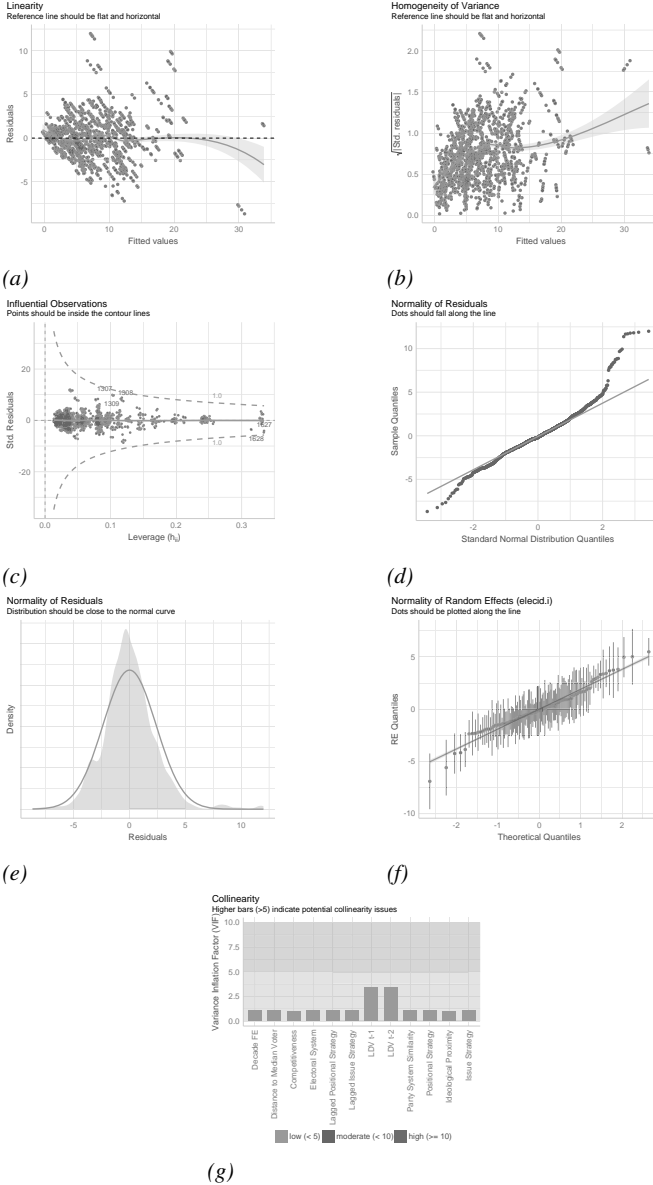 Linearity
Reference line should be flat and horizontal
Residuals
10
5
0
-5
0
10
20
30
Fitted values
(a)
Homogeneity of Variance
Reference line should be flat and horizontal
√|Std. residuals|
2.0
1.5
1.0
0.5
0.0
0
10
20
30
Fitted values
(b)
Influential Observations
Points should be inside the contour lines
Std. Residuals
20
0
-20
1307
1308
1309
1.0
1627
1628
1.0
0.0
0.1
0.2
0.3
Leverage (hᵢᵢ)
(c)
Normality of Residuals
Dots should fall along the line
Sample Quantiles
10
5
0
-5
-2
0
2
Standard Normal Distribution Quantiles
(d)
Normality of Residuals
Distribution should be close to the normal curve
Density
-5
0
5
10
Residuals
(e)
Normality of Random Effects (elecid.i)
Dots should be plotted along the line
RE Quantiles
5
0
-5
-10
-2
-1
0
1
2
Theoretical Quantiles
(f)
Collinearity
Higher bars (>5) indicate potential collinearity issues
Variance Inflation Factor (VIF)
10.0
7.5
5.0
2.5
0.0
Decade FE
Distance to Median Voter
Competitiveness
Electoral System
Lagged Positional Strategy
Lagged Issue Strategy
LDV t-1
LDV t-2
Party System Similarity
Positional Strategy
Ideological Proximity
Issue Strategy
low (< 5) moderate (< 10) high (>= 10)
(g)